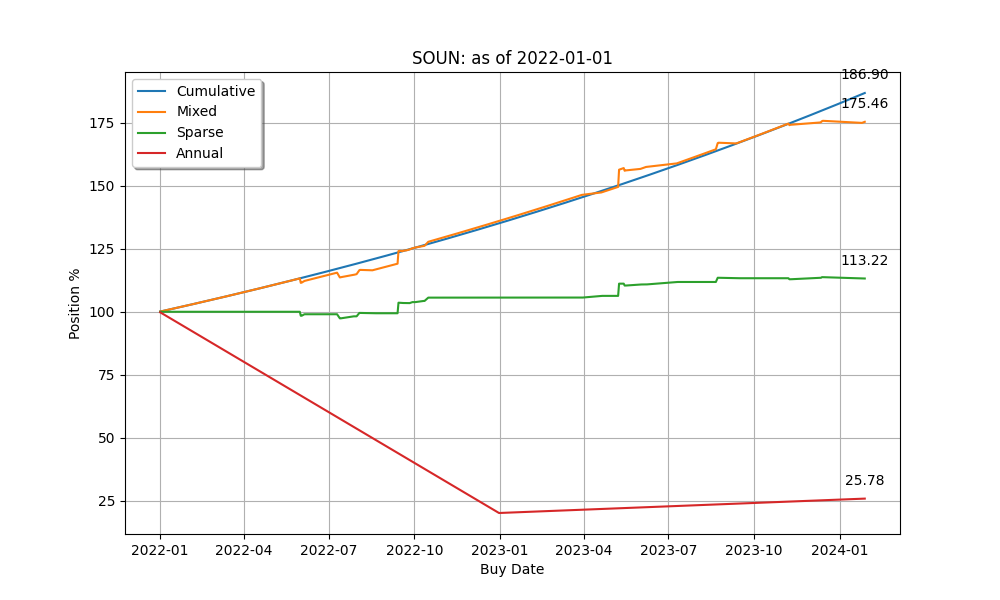 SOUN: as of 2022-01-01
186.90
175.46
113.22
25.78
Cumulative
Mixed
Sparse
Annual
Position %
175
150
125
100
75
50
25
2022-01 2022-04 2022-07 2022-10 2023-01 2023-04 2023-07 2023-10 2024-01
Buy Date